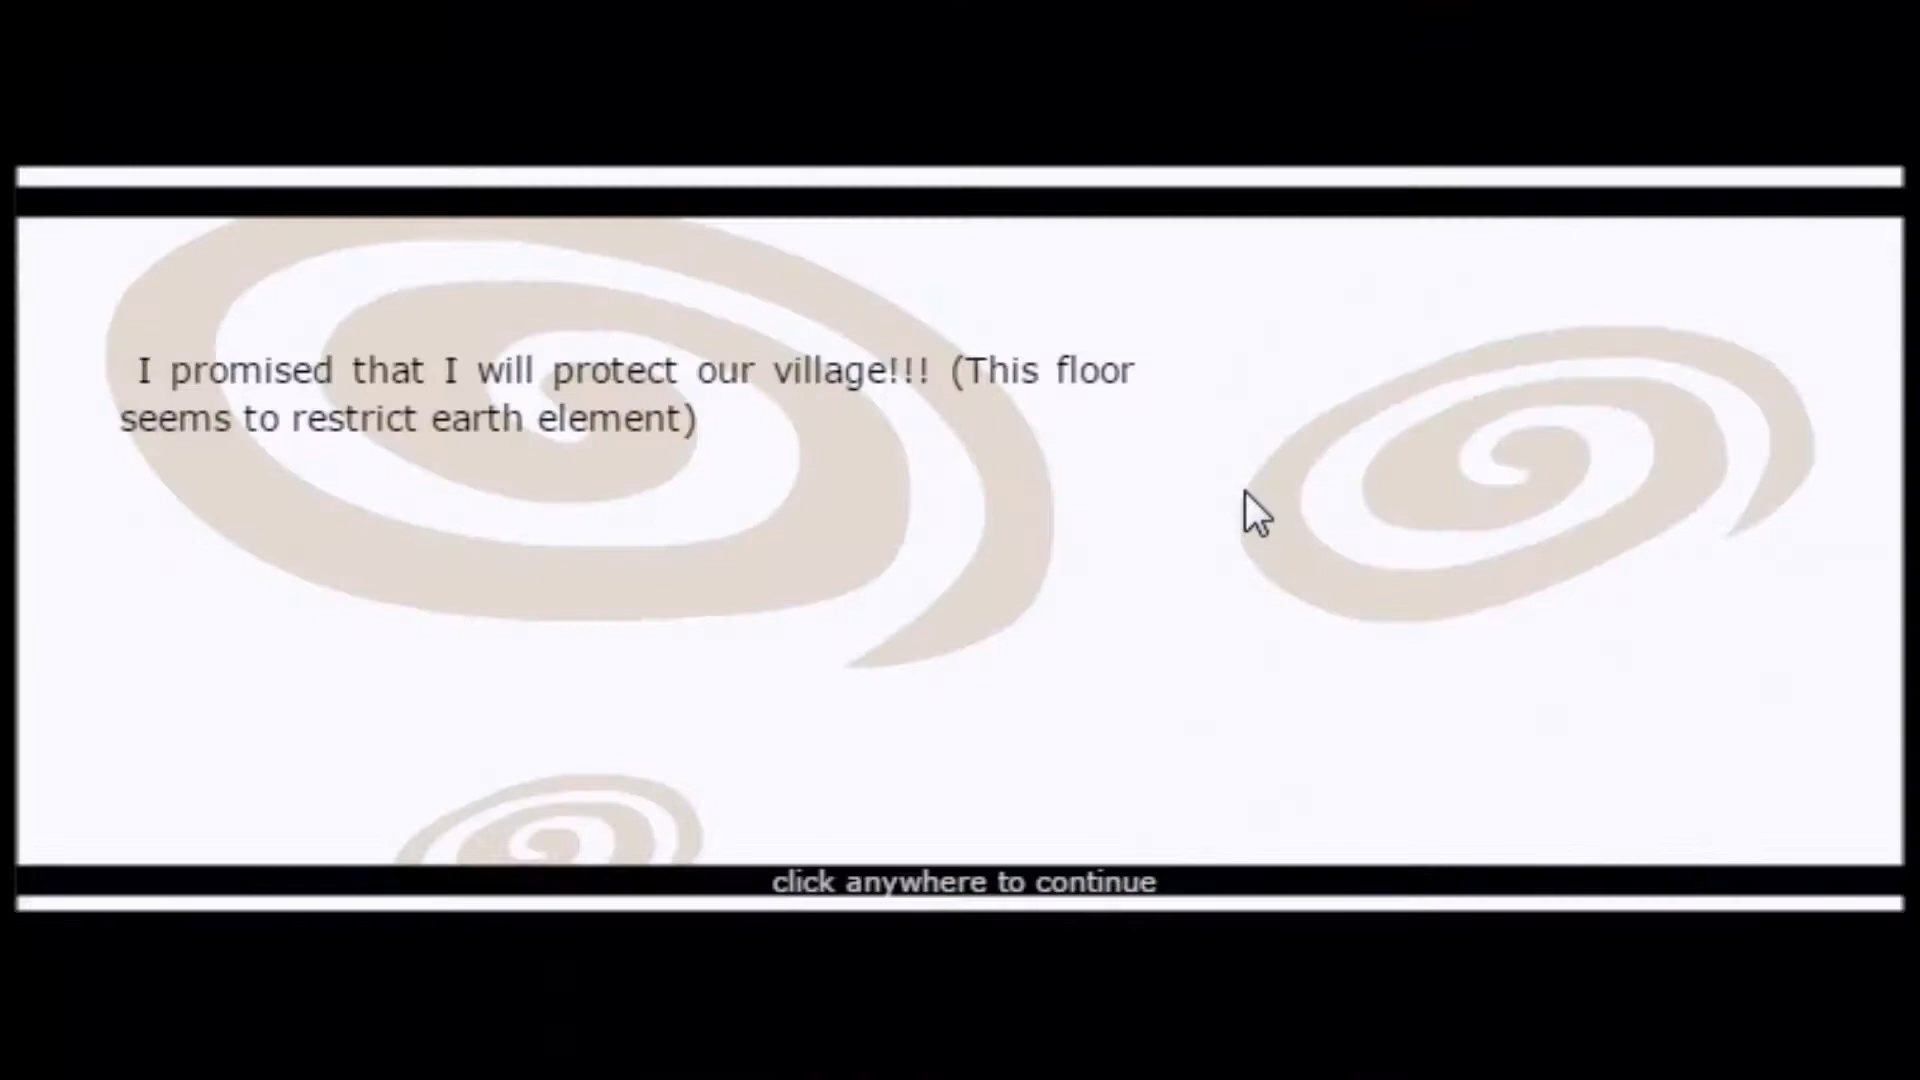 I promised that I will protect our village!!! (This floor
seems to restrict earth element)
click anywhere to continue